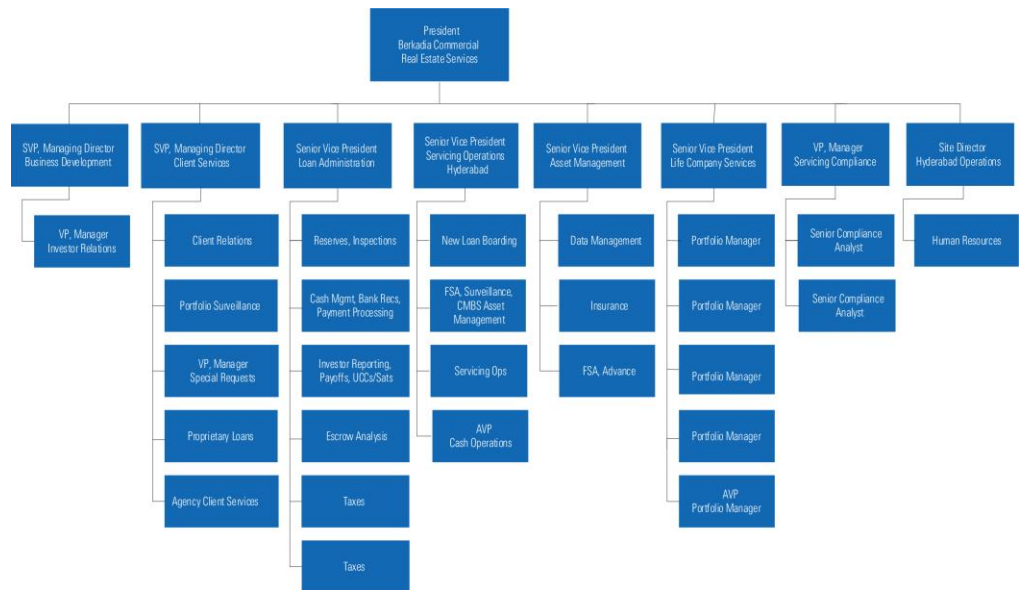 President
Berkadia Commercial
Real Estate Services
SVP, Managing Director
Business Development
SVP, Managing Director
Client Services
Senior Vice President
Loan Administration
Senior Vice President
Servicing Operations
Hyderabad
Senior Vice President
Asset Management
Senior Vice President
Life Company Services
VP, Manager
Servicing Compliance
Site Director
Hyderabad Operations
VP, Manager
Investor Relations
Client Relations
Portfolio Surveillance
VP, Manager
Special Requests
Proprietary Loans
Agency Client Services
Reserves, Inspections
Cash Mgmt, Bank Recs,
Payment Processing
Investor Reporting,
Payoffs, UCCs/Sats
Escrow Analysis
Taxes
Taxes
New Loan Boarding
FSA, Surveillance,
CMBS Asset
Management
Servicing Ops
AVP
Cash Operations
Data Management
Insurance
FSA, Advance
Portfolio Manager
Portfolio Manager
Portfolio Manager
Portfolio Manager
AVP
Portfolio Manager
Senior Compliance
Analyst
Senior Compliance
Analyst
Human Resources